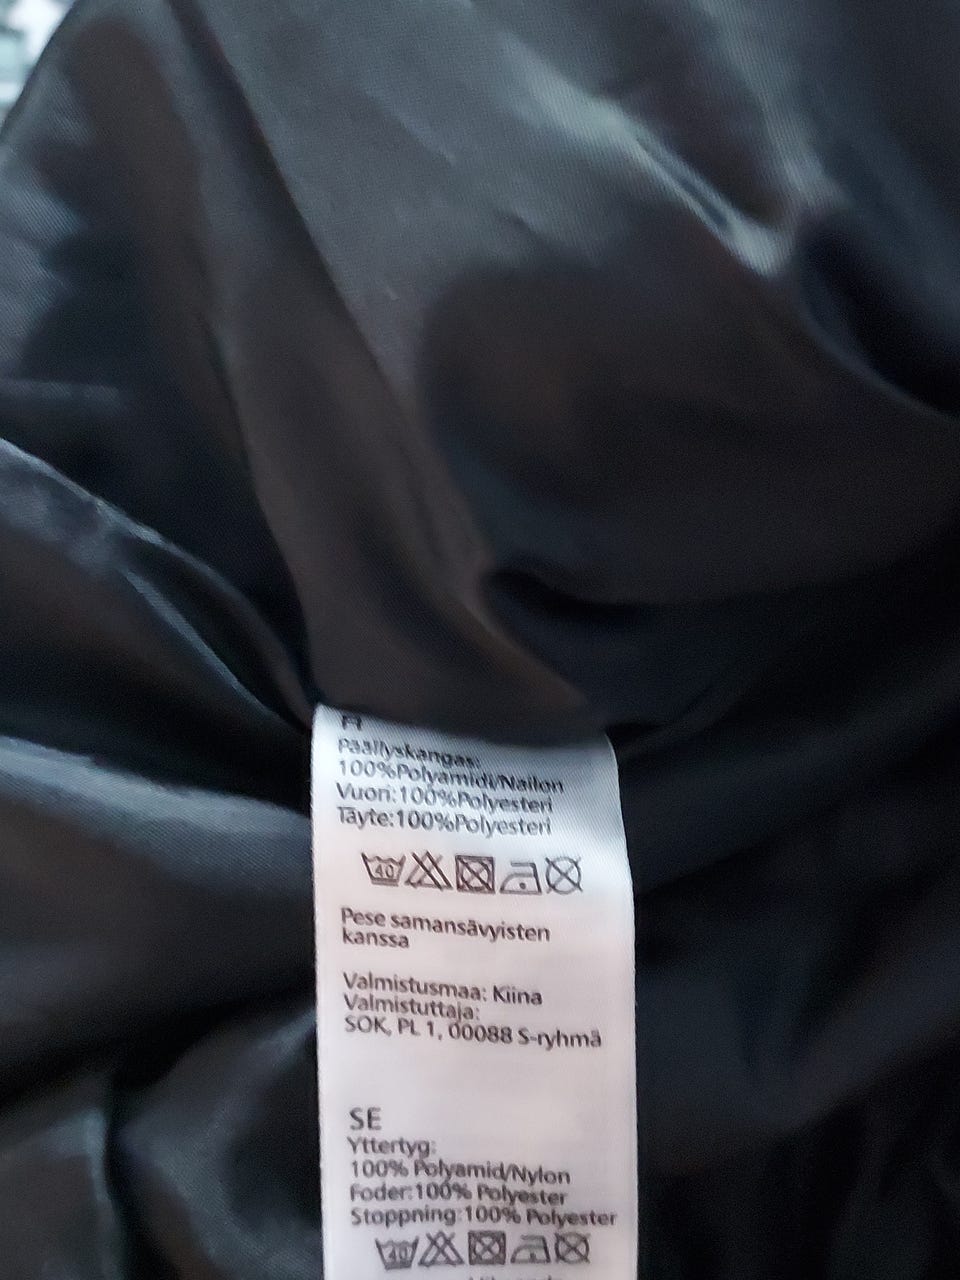 FI
Päällyskangas:
100%Polyamidi/Nailon
Vuori:100%Polyesteri
Täyte:100%Polyesteri
40
Pese samansävyisten
kanssa
Valmistusmaa: Kiina
Valmistuttaja:
SOK, PL 1, 00088 S-ryhmä
SE
Yttertyg:
100% Polyamid/Nylon
Foder:100% Polyester
Stoppning:100% Polyester
40